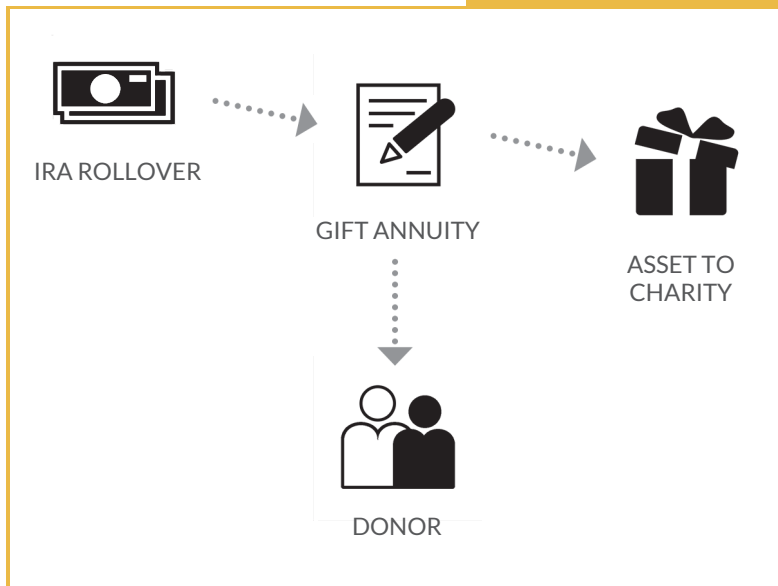 IRA ROLLOVER
GIFT ANNUITY
ASSET TO
CHARITY
DONOR